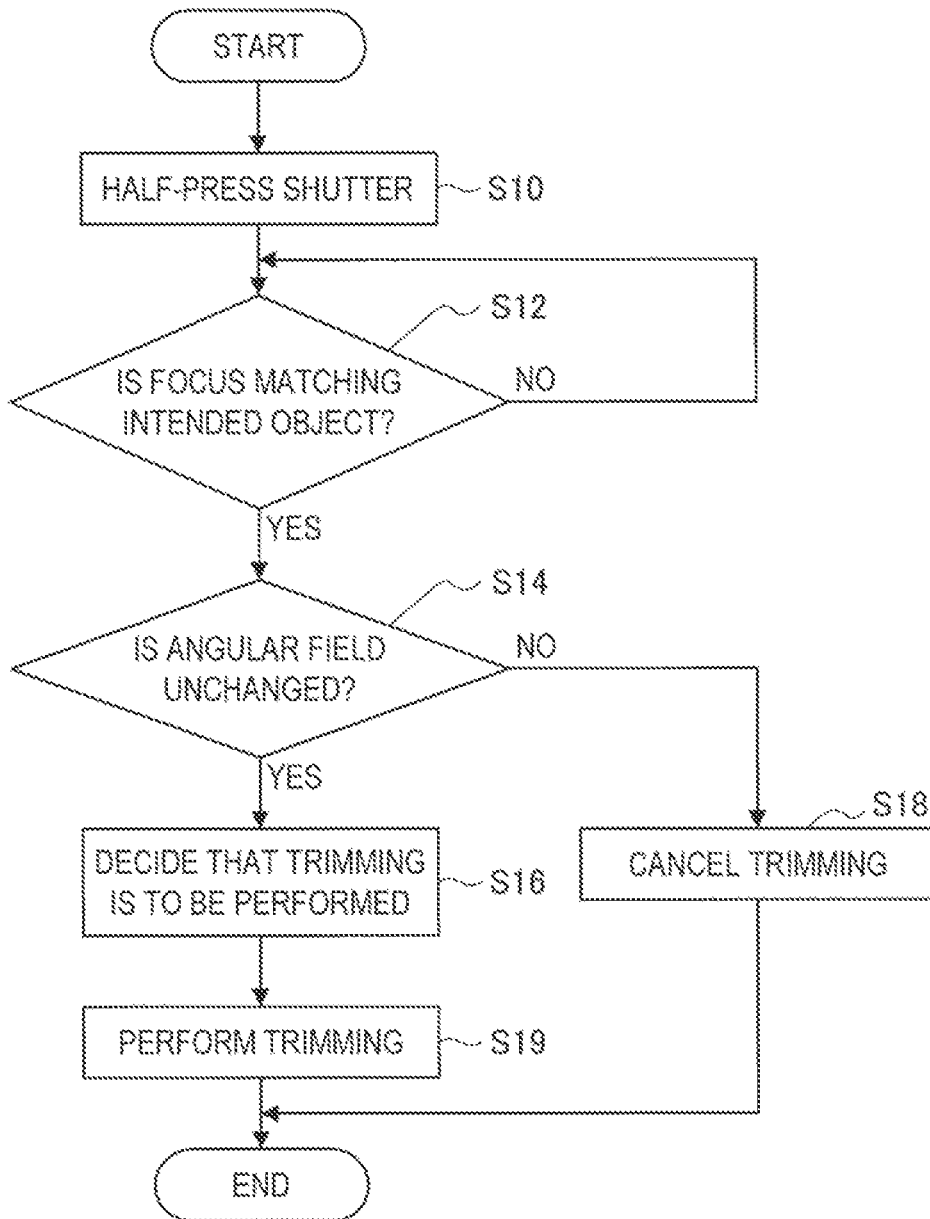 START
HALF-PRESS SHUTTER
S10
S12
IS FOCUS MATCHING
INTENDED OBJECT?
NO
YES
S14
IS ANGULAR FIELD
UNCHANGED?
NO
YES
DECIDE THAT TRIMMING
IS TO BE PERFORMED
S16
S18
CANCEL TRIMMING
PERFORM TRIMMING
S19
END